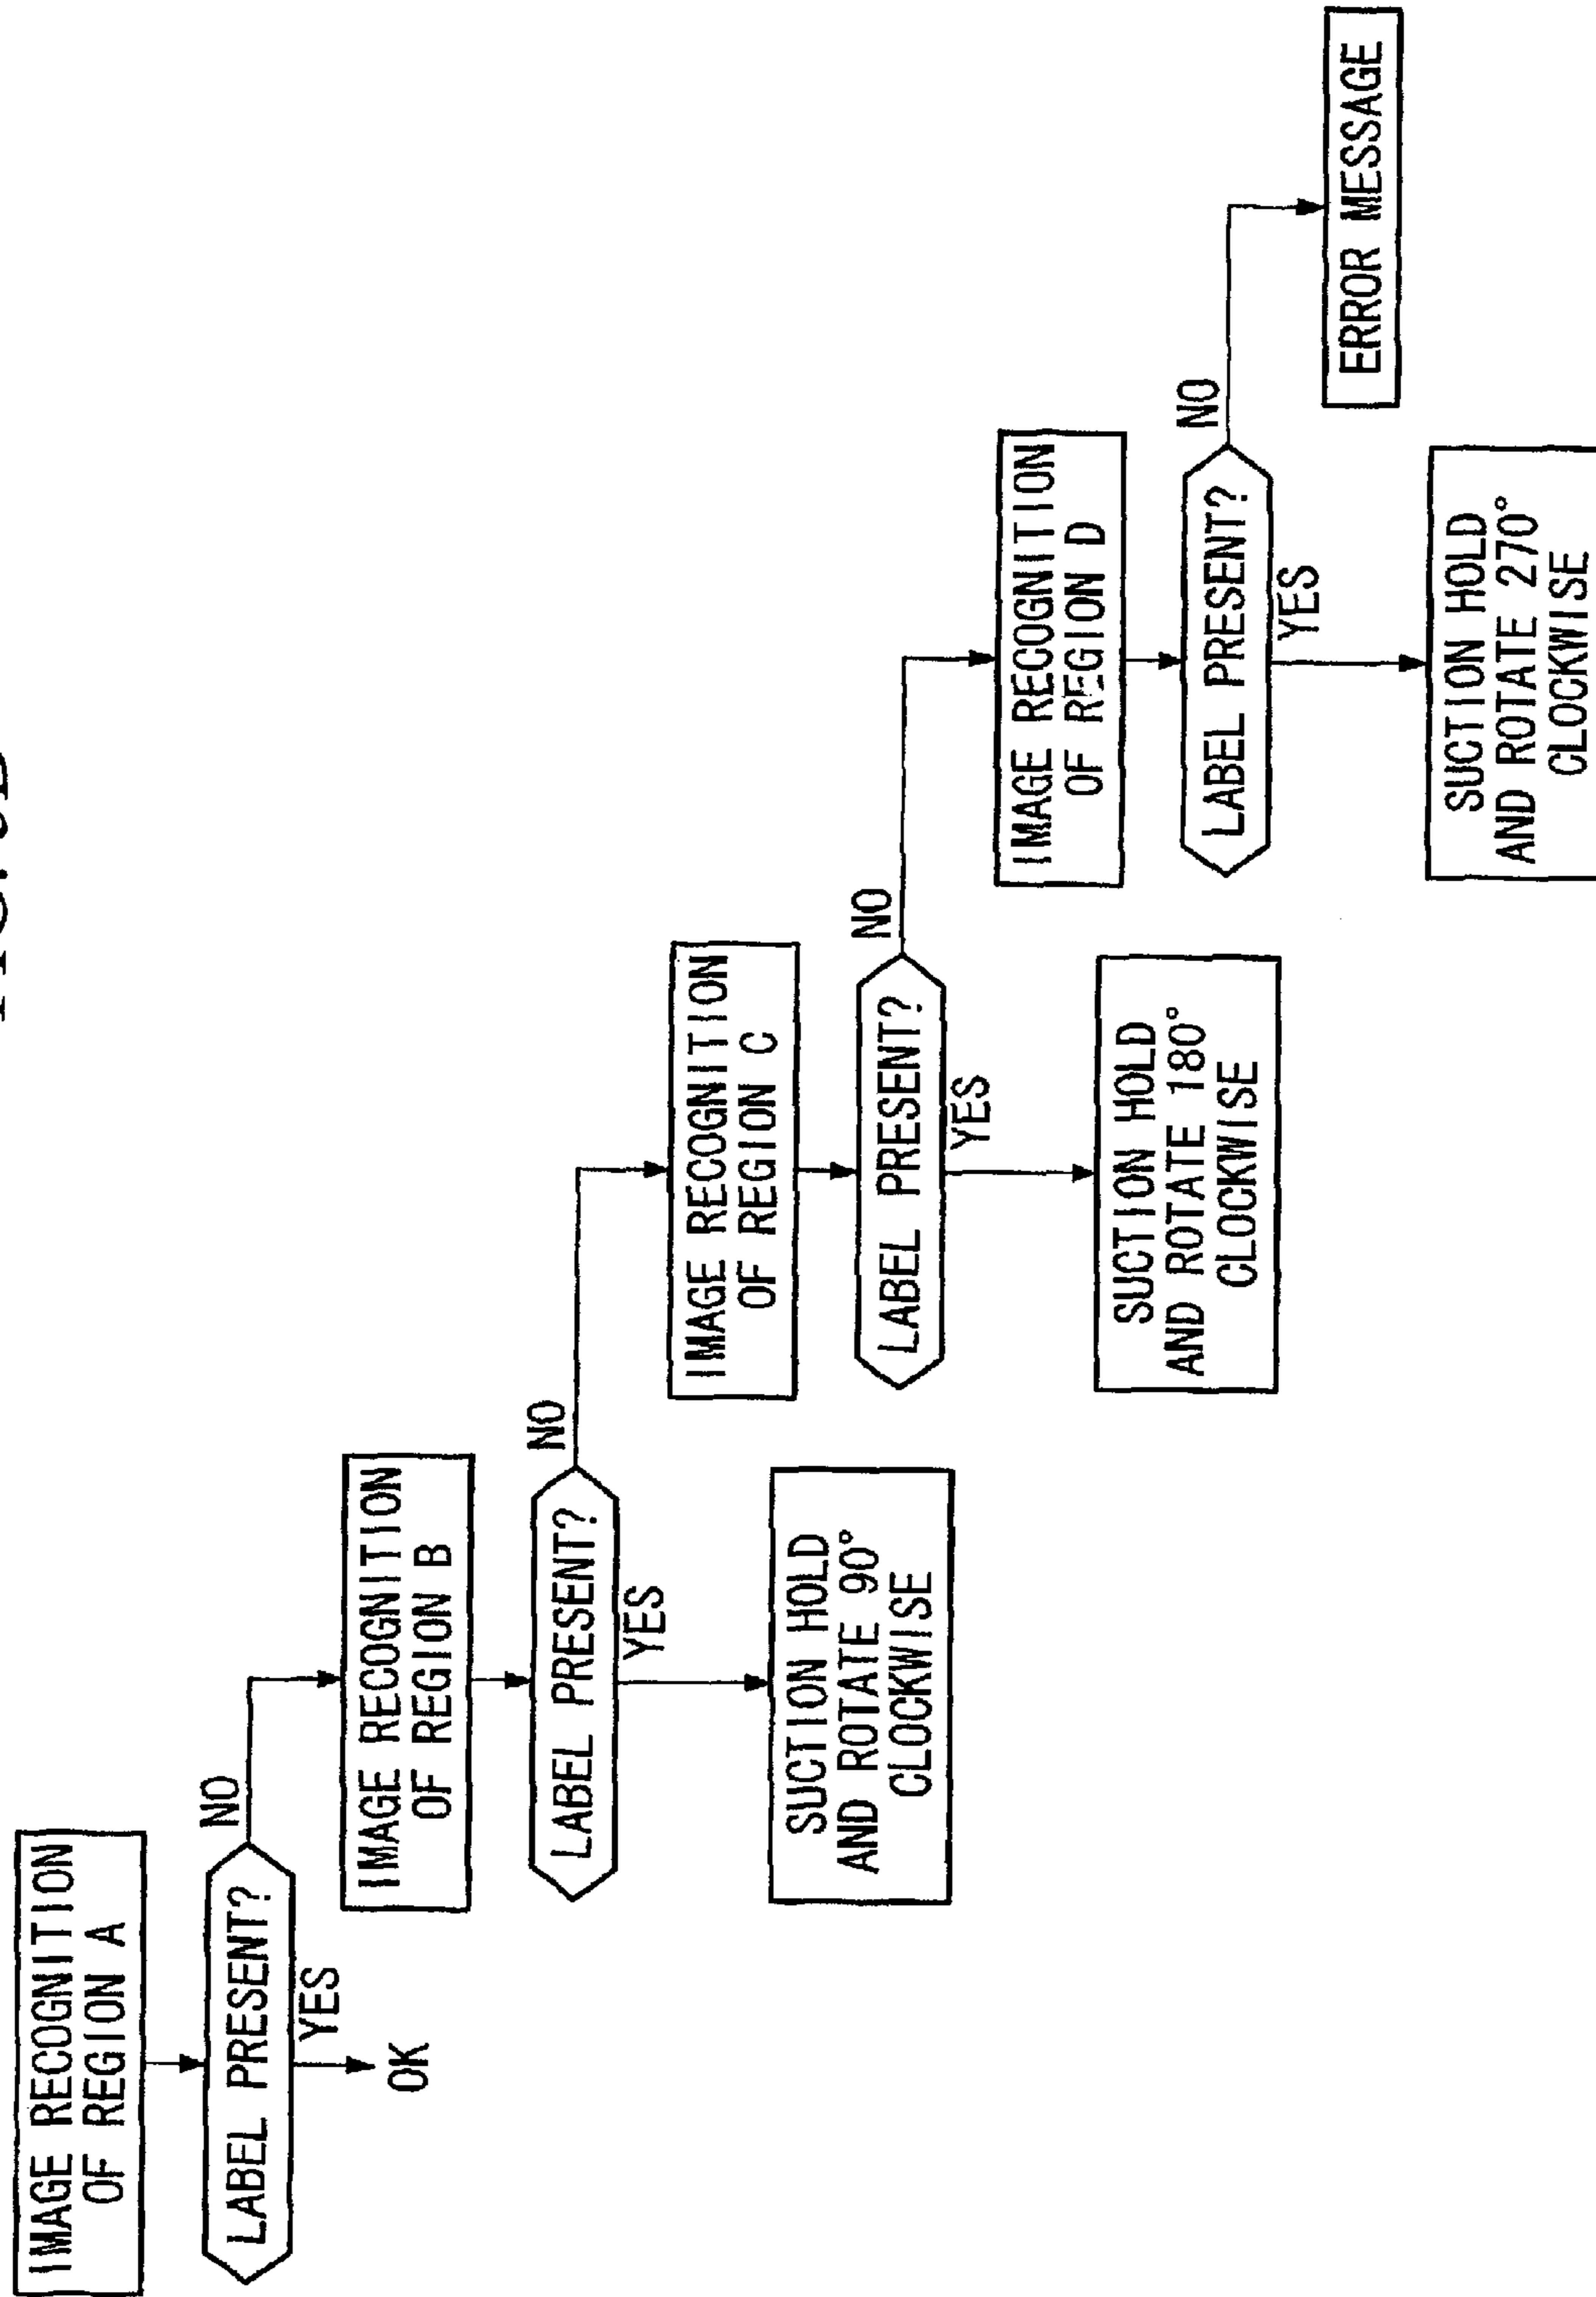 IMAGE RECOGNITION
OF REGION A
LABEL PRESENT?
NO
YES
OK
IMAGE RECOGNITION
OF REGION B
LABEL PRESENT?
NO
YES
SUCTION HOLD
AND ROTATE 90°
CLOCKWISE
IMAGE RECOGNITION
OF REGION C
LABEL PRESENT?
NO
YES
SUCTION HOLD
AND ROTATE 180°
CLOCKWISE
IMAGE RECOGNITION
OF REGION D
LABEL PRESENT?
NO
YES
SUCTION HOLD
AND ROTATE 270°
CLOCKWISE
ERROR MESSAGE